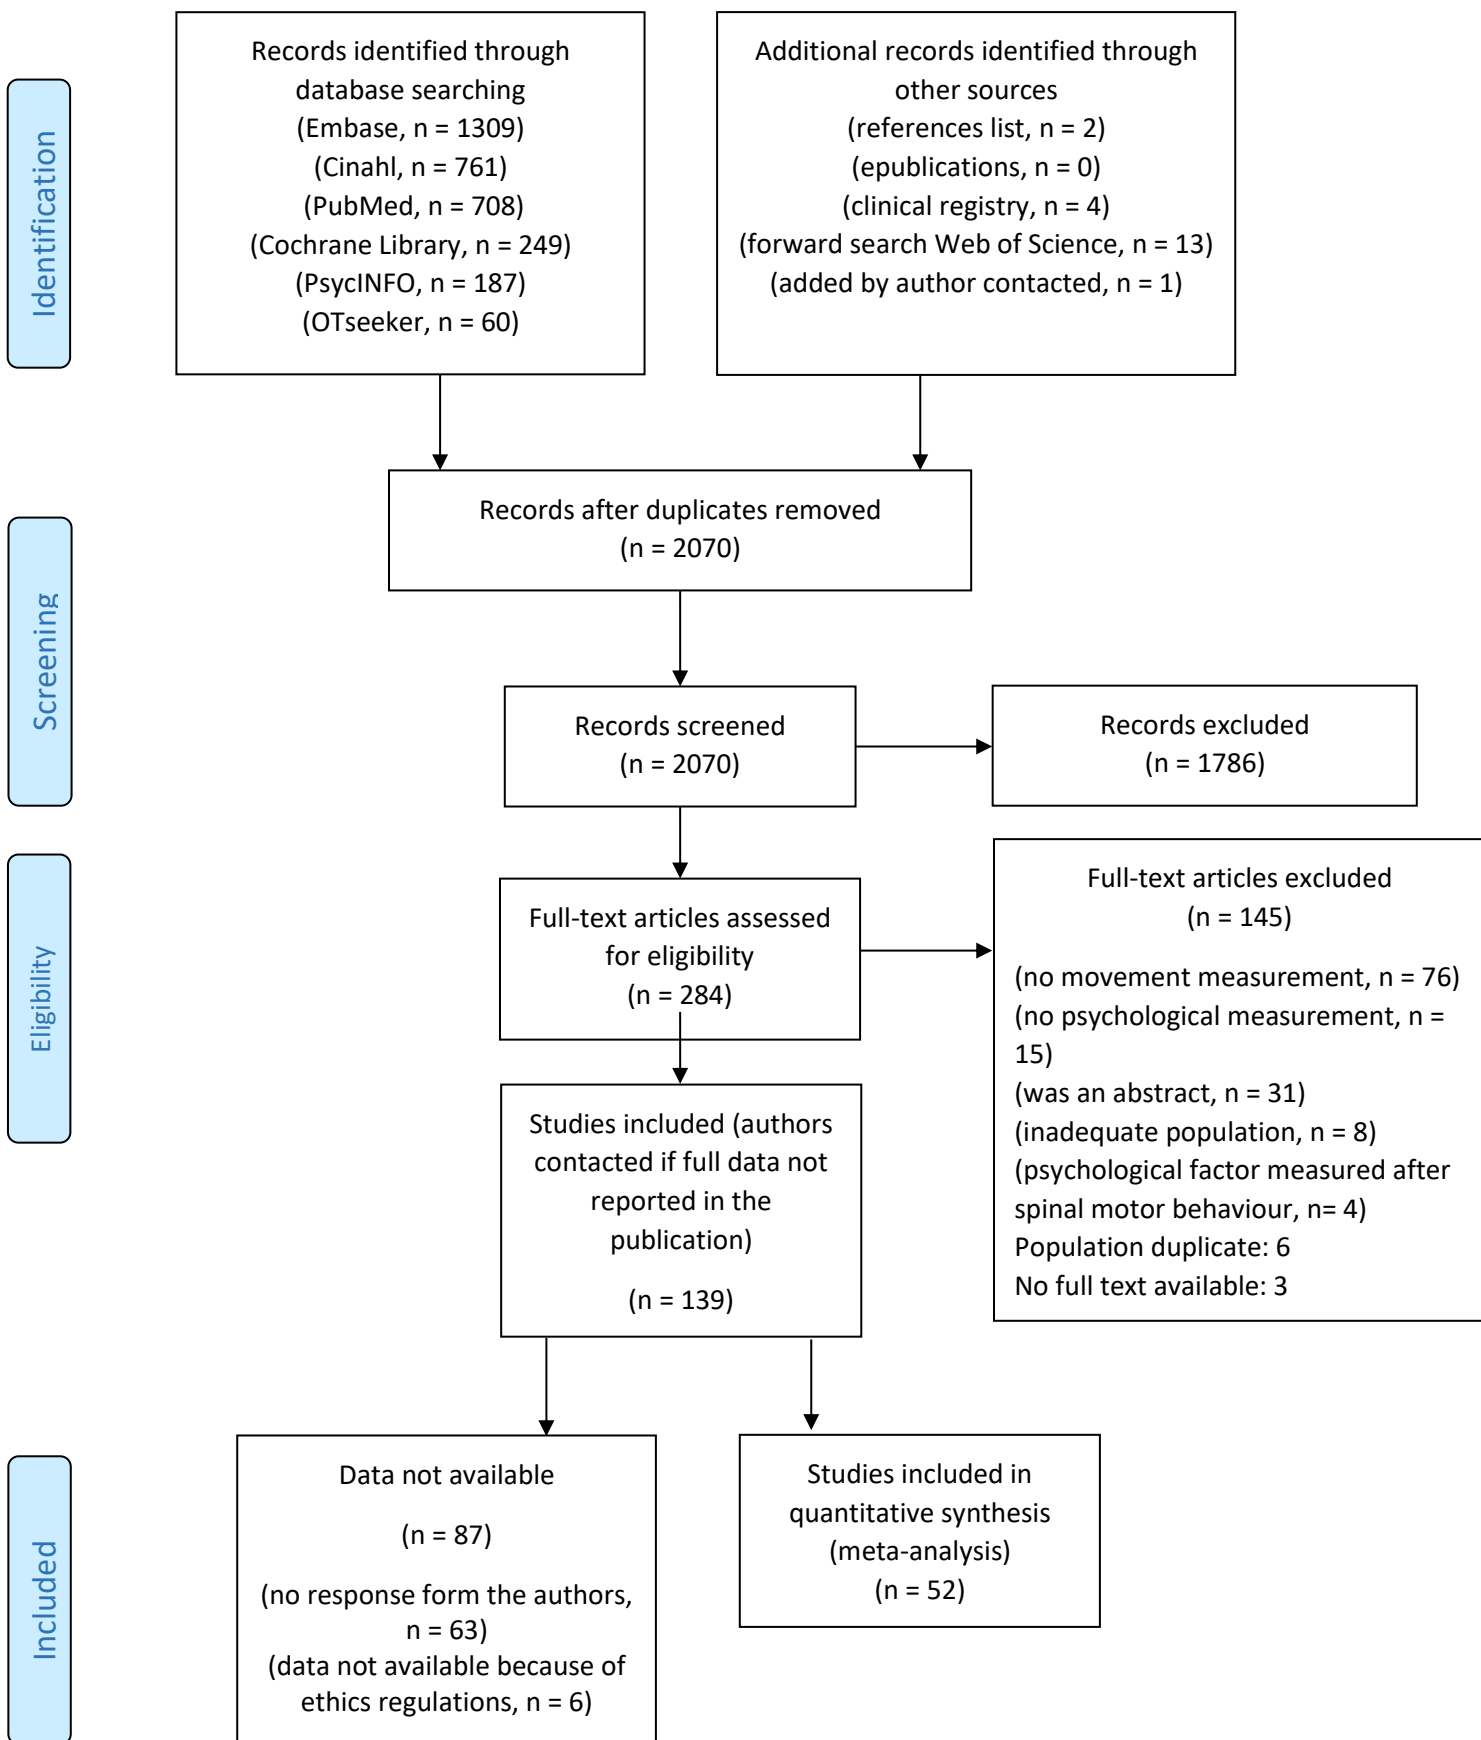 Identification
Records identified through
database searching
(Embase, n = 1309)
(Cinahl, n = 761)
(PubMed, n = 708)
(Cochrane Library, n = 249)
(PsycINFO, n = 187)
(OTseeker, n = 60)
Additional records identified through
other sources
(references list, n = 2)
(epublications, n = 0)
(clinical registry, n = 4)
(forward search Web of Science, n = 13)
(added by author contacted, n = 1)
Screening
Records after duplicates removed
(n = 2070)
Records screened
(n = 2070)
Records excluded
(n = 1786)
Eligibility
Full-text articles assessed
for eligibility
(n = 284)
Full-text articles excluded
(n = 145)
(no movement measurement, n = 76)
(no psychological measurement, n =
15)
(was an abstract, n = 31)
(inadequate population, n = 8)
(psychological factor measured after
spinal motor behaviour, n= 4)
Population duplicate: 6
No full text available: 3
Studies included (authors
contacted if full data not
reported in the
publication)
(n = 139)
Included
Data not available
(n = 87)
(no response form the authors,
n = 63)
(data not available because of
ethics regulations, n = 6)
Studies included in
quantitative synthesis
(meta-analysis)
(n = 52)